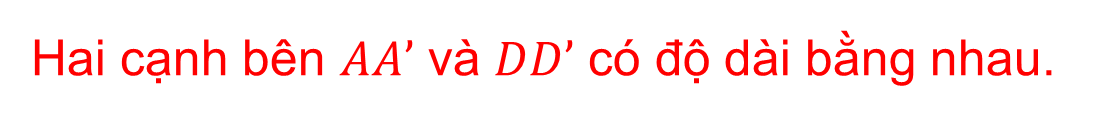 Hai cạnh bên AA’ và DD’ có độ dài bằng nhau.